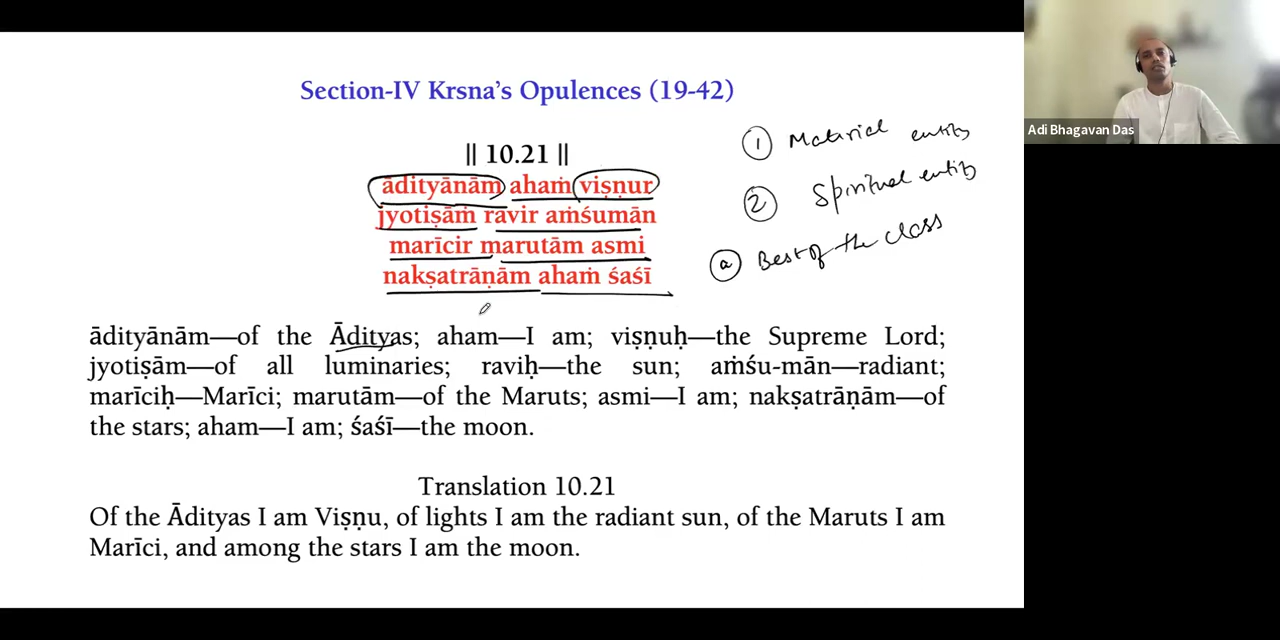 Section-IV Krsna's Opulences (19-42)
|| 10.21 ||
ādityānām ahaṁ viṣṇur
jyotiṣāṁ ravir aṁśumān
marīcir marutām asmi
nakṣatrāṇām ahaṁ śaśī
1 Material entity
2 Spiritual entity
a Best of the class
ādityānām—of the Ādityas; aham—I am; viṣṇuḥ—the Supreme Lord;
jyotiṣām—of all luminaries; raviḥ—the sun; aṁśu-mān—radiant;
marīciḥ—Marīci; marutām—of the Maruts; asmi—I am; nakṣatrāṇām—of
the stars; aham—I am; śaśī—the moon.
Translation 10.21
Of the Ādityas I am Viṣṇu, of lights I am the radiant sun, of the Maruts I am
Marīci, and among the stars I am the moon.
Adi Bhagavan Das